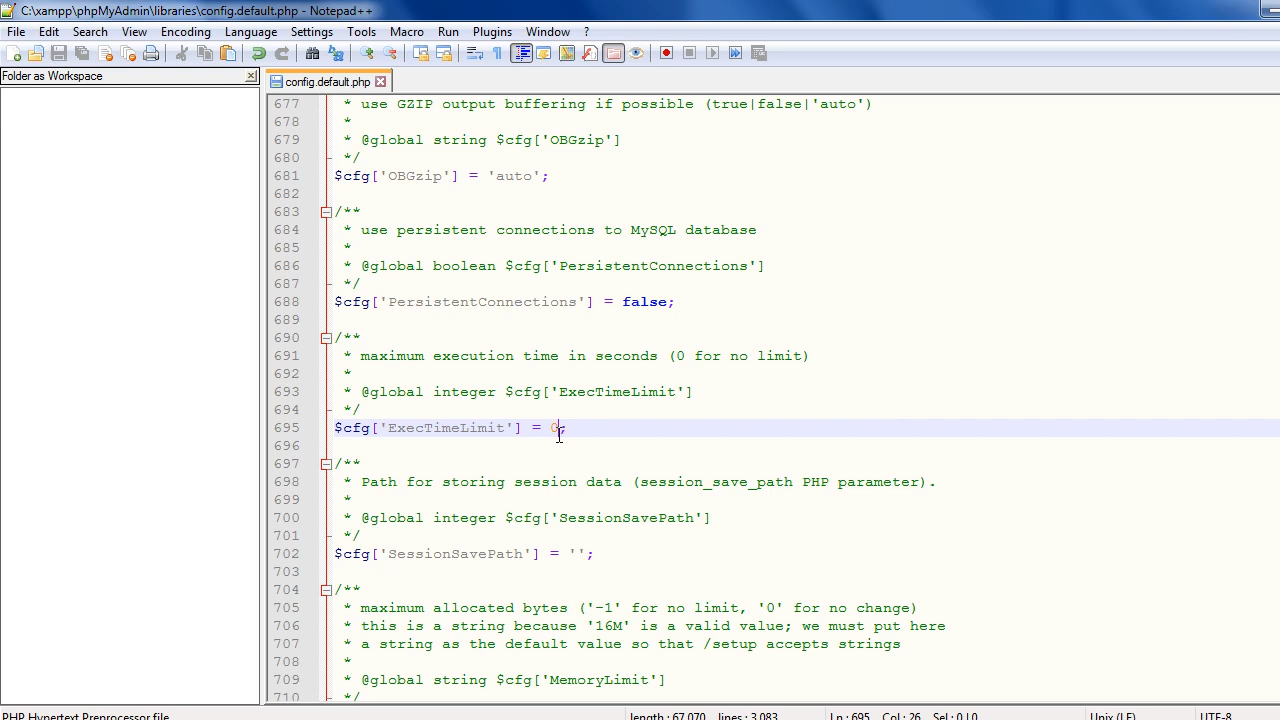 C:\xampp\phpMyAdmin\libraries\config.default.php - Notepad++
File Edit Search View Encoding Language Settings Tools Macro Run Plugins Window ?
Folder as Workspace
config.default.php
677 * use GZIP output buffering if possible (true|false|'auto')
678 *
679 * @global string $cfg['OBGzip']
680 */
681 $cfg['OBGzip'] = 'auto';
682
683 /**
684 * use persistent connections to MySQL database
685 *
686 * @global boolean $cfg['PersistentConnections']
687 */
688 $cfg['PersistentConnections'] = false;
689
690 /**
691 * maximum execution time in seconds (0 for no limit)
692 *
693 * @global integer $cfg['ExecTimeLimit']
694 */
695 $cfg['ExecTimeLimit'] = 0;
696
697 /**
698 * Path for storing session data (session_save_path PHP parameter).
699 *
700 * @global integer $cfg['SessionSavePath']
701 */
702 $cfg['SessionSavePath'] = '';
703
704 /**
705 * maximum allocated bytes ('-1' for no limit, '0' for no change)
706 * this is a string because '16M' is a valid value; we must put here
707 * a string as the default value so that /setup accepts strings
708 *
709 * @global string $cfg['MemoryLimit']
710 */
PHP Hypertext Preprocessor file length : 67,070 lines : 3,083 Ln : 695 Col : 26 Sel : 0 | 0 Unix (LF) UTF-8